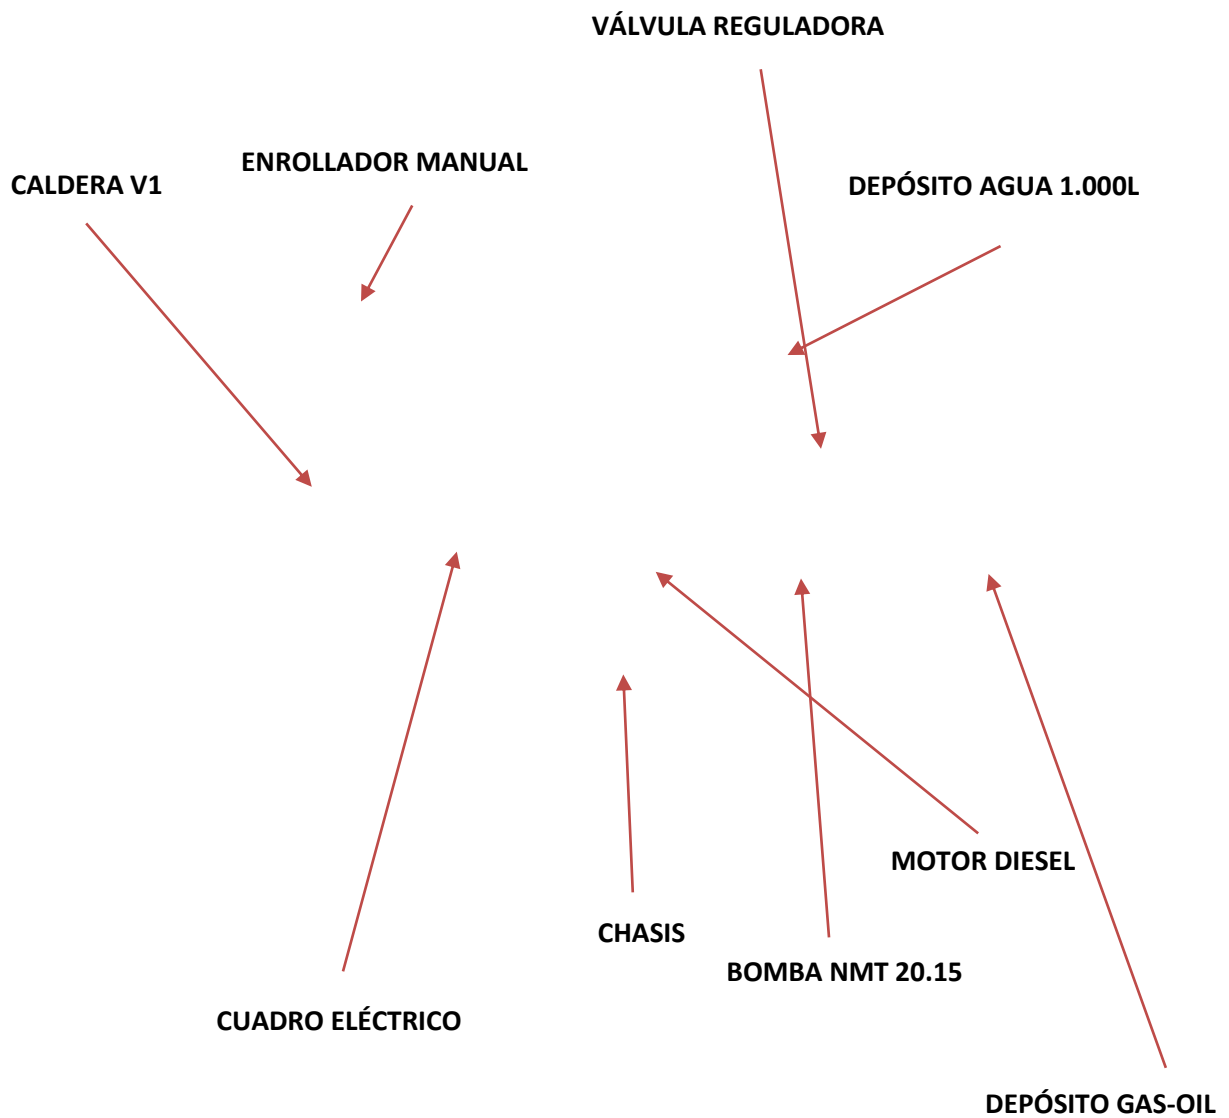 VÁLVULA REGULADORA
ENROLLADOR MANUAL
CALDERA V1
DEPÓSITO AGUA 1.000L
MOTOR DIESEL
CHASIS
BOMBA NMT 20.15
CUADRO ELÉCTRICO
DEPÓSITO GAS-OIL